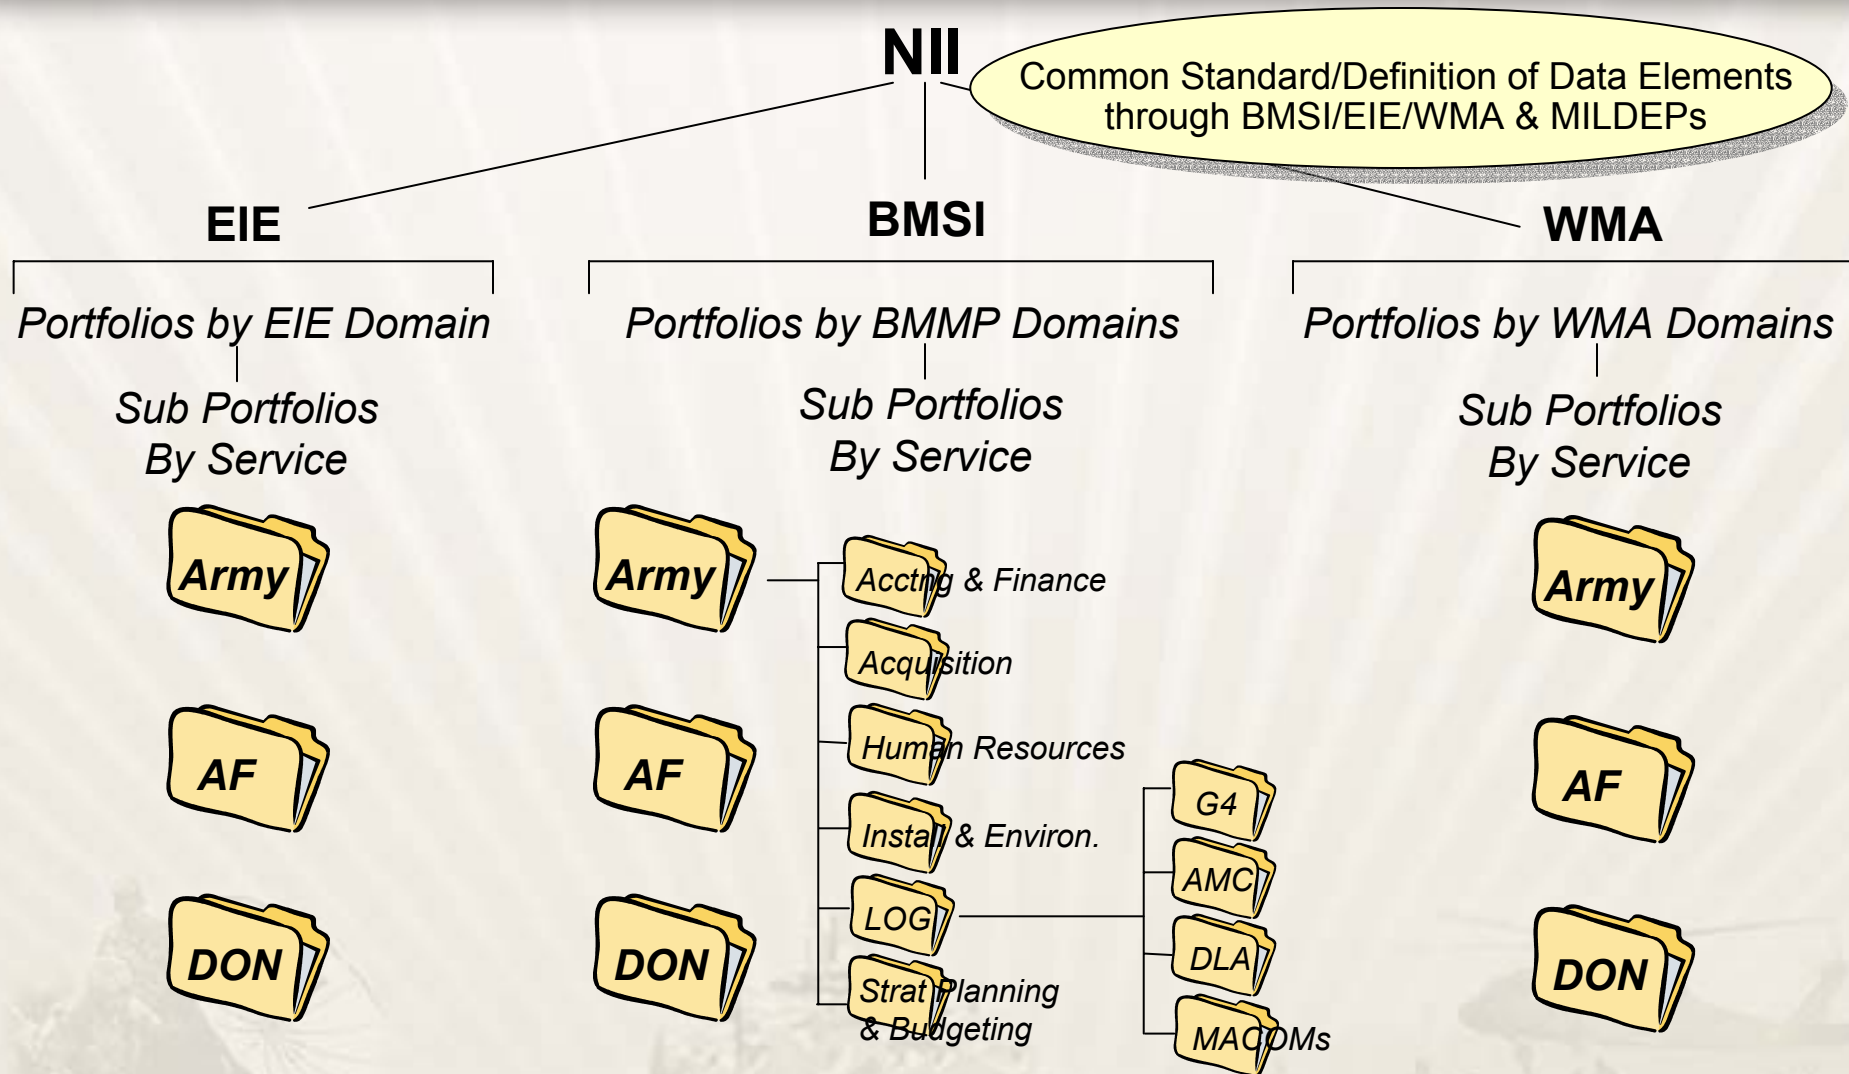 NII
Common Standard/Definition of Data Elements
through BMSI/EIE/WMA & MILDEPs
EIE
BMSI
WMA
Portfolios by EIE Domain
Portfolios by BMMP Domains
Portfolios by WMA Domains
Sub Portfolios
By Service
Sub Portfolios
By Service
Sub Portfolios
By Service
Army
AF
DON
Army
AF
DON
Acctng & Finance
Acquisition
Human Resources
Install & Environ.
LOG
Strat Planning
& Budgeting
G4
AMC
DLA
MACOMs
Army
AF
DON